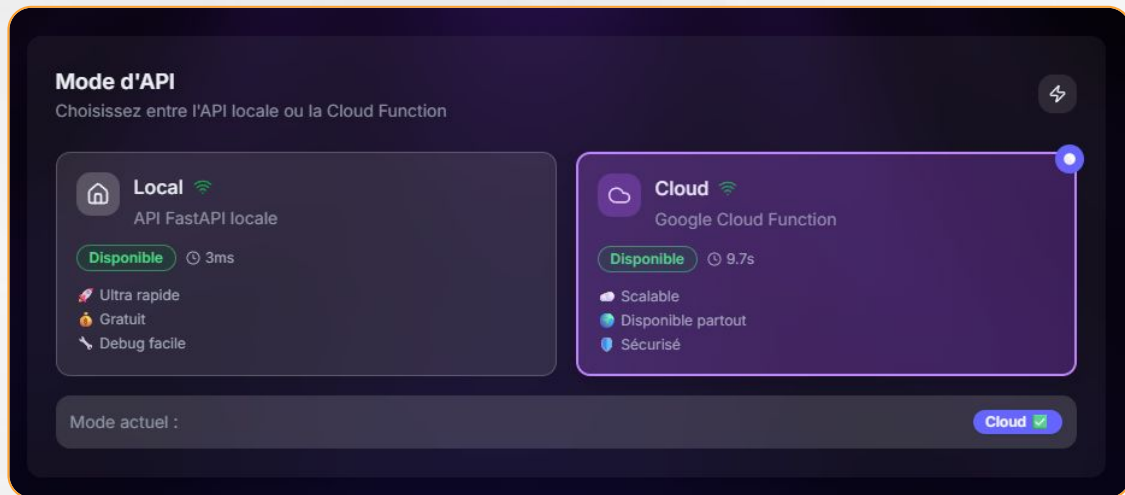 Mode d'API
Choisissez entre l'API locale ou la Cloud Function
Local
API FastAPI locale
Disponible 3ms
🚀 Ultra rapide
💰 Gratuit
🔧 Debug facile
Cloud
Google Cloud Function
Disponible 9.7s
☁️ Scalable
🌍 Disponible partout
🛡️ Sécurisé
Mode actuel :
Cloud ✅